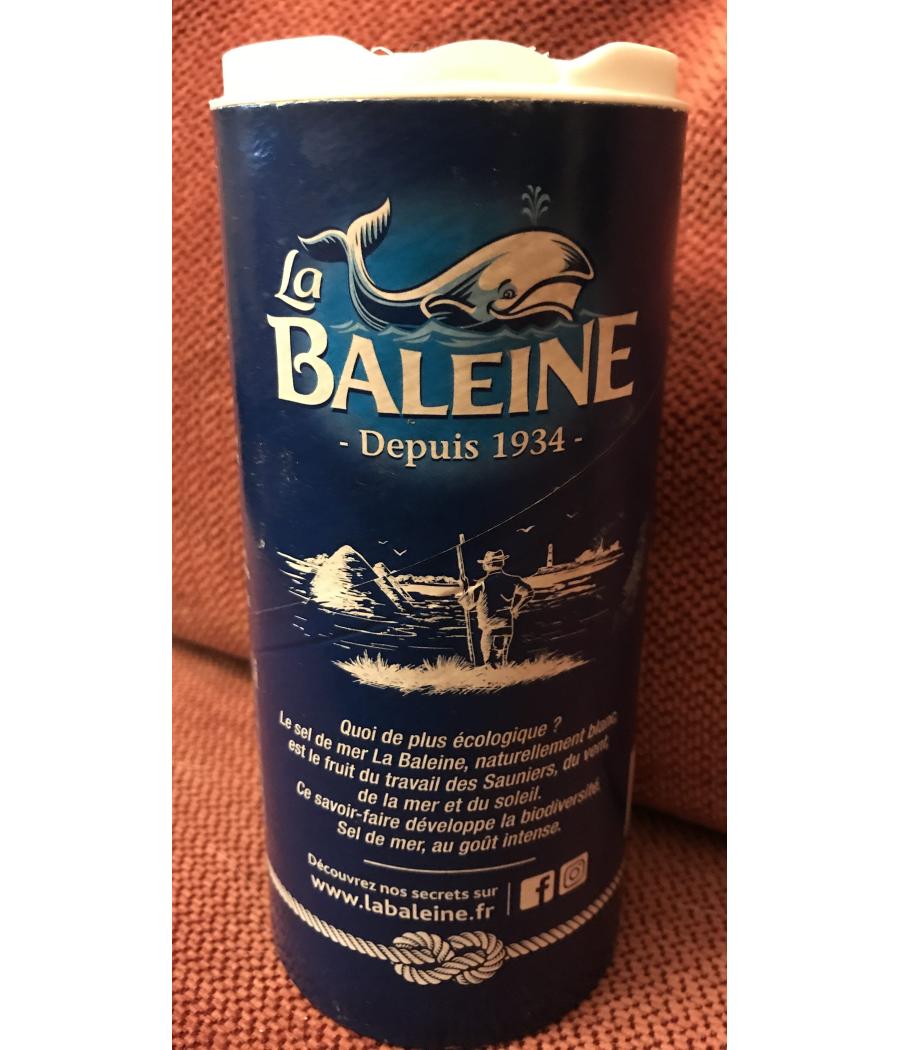 La
BALEINE
- Depuis 1934 -
Quoi de plus écologique ?
Le sel de mer La Baleine, naturellement blanc,
est le fruit du travail des Sauniers, du vent,
de la mer et du soleil.
Ce savoir-faire développe la biodiversité.
Sel de mer, au goût intense.
Découvrez nos secrets sur
www.labaleine.fr